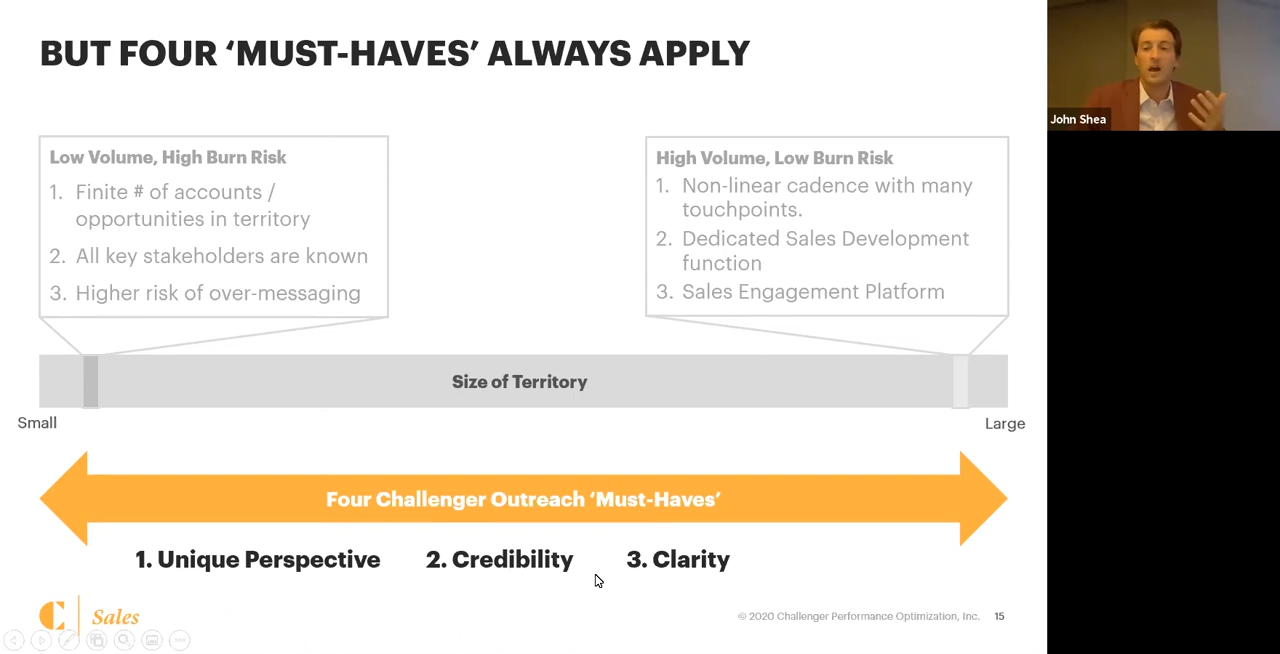 BUT FOUR ‘MUST-HAVES’ ALWAYS APPLY
John Shea
Low Volume, High Burn Risk
1. Finite # of accounts /
opportunities in territory
2. All key stakeholders are known
3. Higher risk of over-messaging
High Volume, Low Burn Risk
1. Non-linear cadence with many
touchpoints.
2. Dedicated Sales Development
function
3. Sales Engagement Platform
Size of Territory
Small
Large
Four Challenger Outreach ‘Must-Haves’
1. Unique Perspective
2. Credibility
3. Clarity
Sales
© 2020 Challenger Performance Optimization, Inc.
15